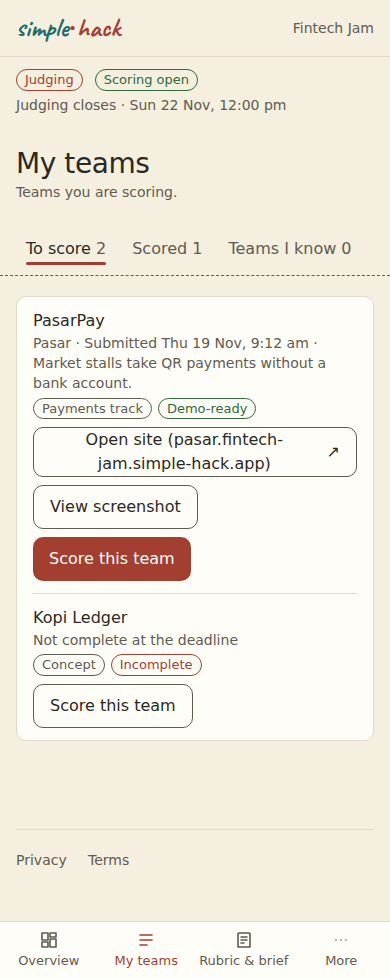 simple·hack
Fintech Jam
Judging
Scoring open
Judging closes · Sun 22 Nov, 12:00 pm
My teams
Teams you are scoring.
To score 2
Scored 1
Teams I know 0
PasarPay
Pasar · Submitted Thu 19 Nov, 9:12 am ·
Market stalls take QR payments without a
bank account.
Payments track
Demo-ready
Open site (pasar.fintech-
jam.simple-hack.app) ↗
View screenshot
Score this team
Kopi Ledger
Not complete at the deadline
Concept
Incomplete
Score this team
Privacy
Terms
Overview
My teams
Rubric & brief
More